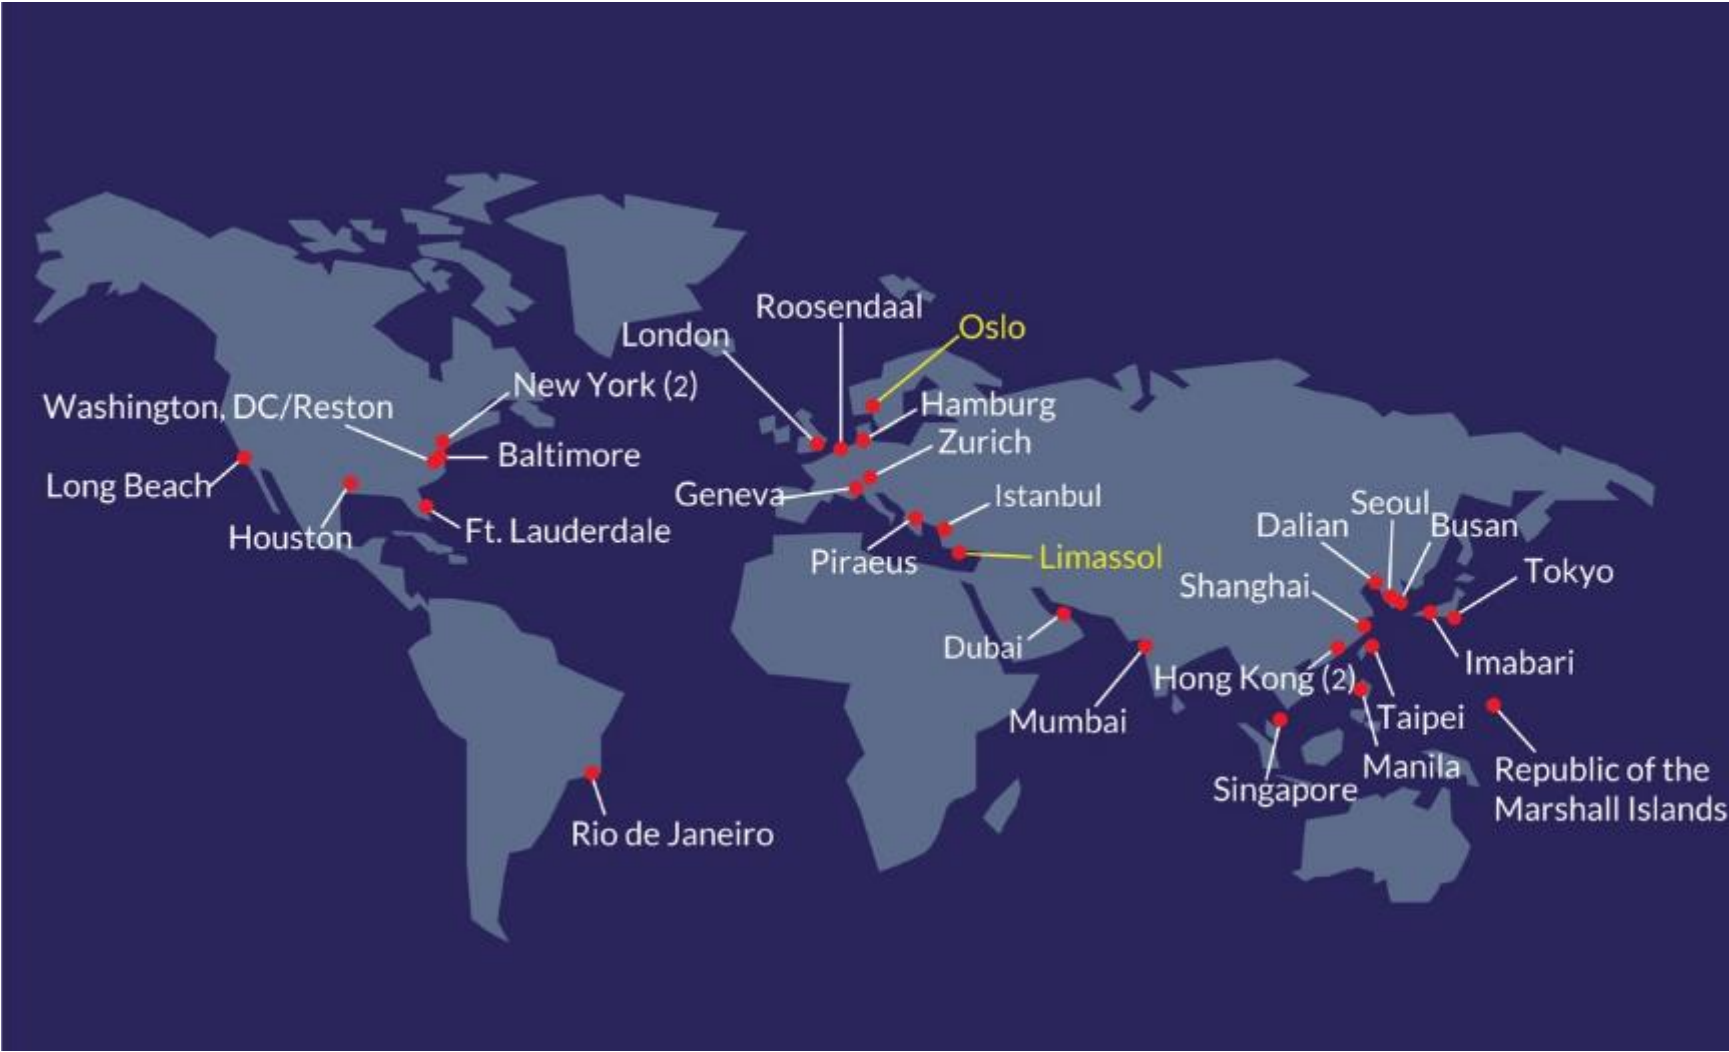 Roosendaal
London
Oslo
New York (2)
Washington, DC/Reston
Hamburg
Zurich
Baltimore
Long Beach
Geneva
Istanbul
Houston
Ft. Lauderdale
Piraeus
Limassol
Seoul
Dalian
Busan
Shanghai
Tokyo
Dubai
Imabari
Hong Kong (2)
Mumbai
Taipei
Manila
Republic of the
Marshall Islands
Singapore
Rio de Janeiro